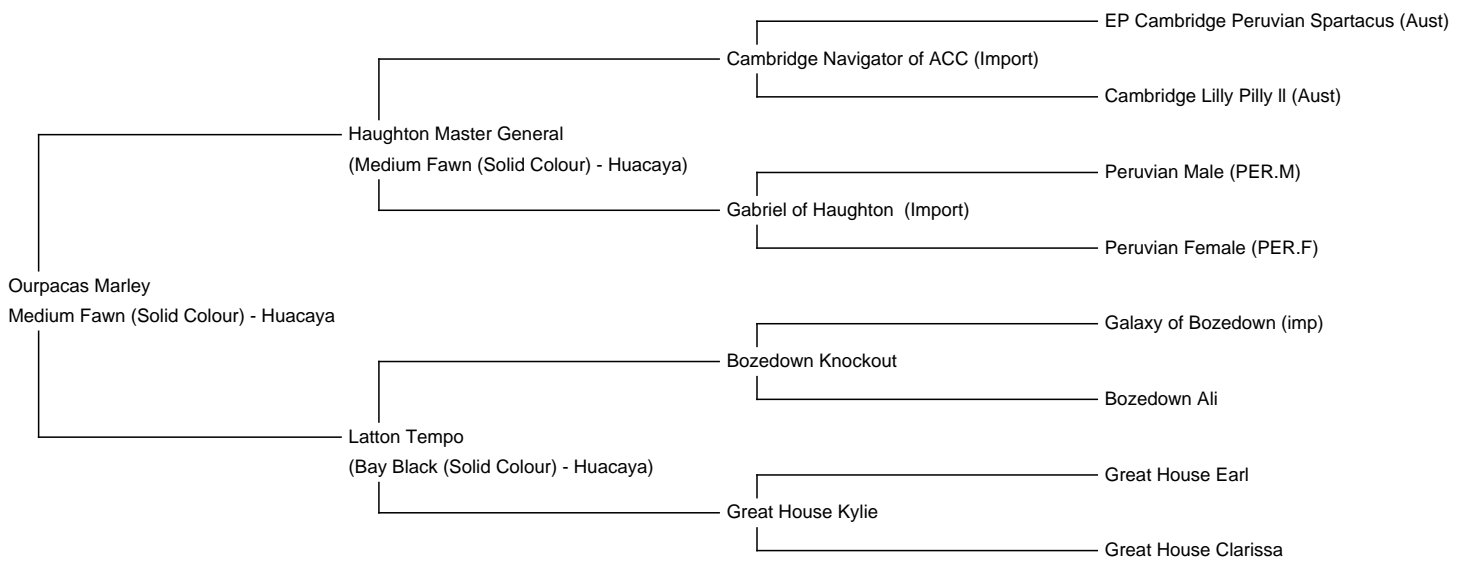 EP Cambridge Peruvian Spartacus (Aust)
Cambridge Navigator of ACC (Import)
Cambridge Lilly Pilly ll (Aust)
Haughton Master General
(Medium Fawn (Solid Colour) - Huacaya)
Peruvian Male (PER.M)
Gabriel of Haughton (Import)
Peruvian Female (PER.F)
Ourpacas Marley
Medium Fawn (Solid Colour) - Huacaya
Galaxy of Bozedown (imp)
Bozedown Knockout
Bozedown Ali
Latton Tempo
(Bay Black (Solid Colour) - Huacaya)
Great House Earl
Great House Kylie
Great House Clarissa